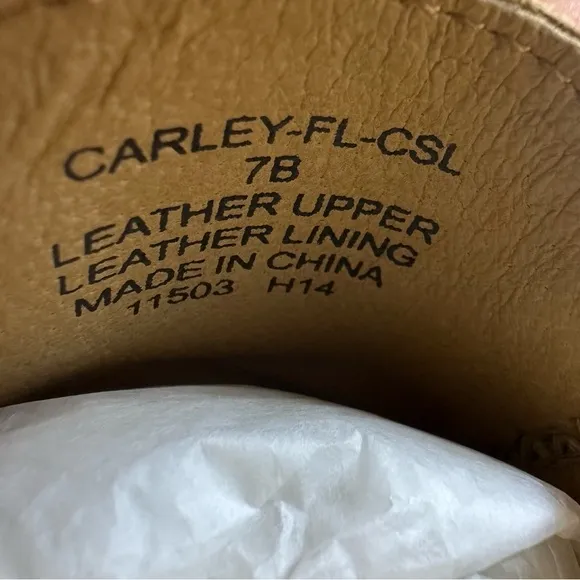 CARLEY-FL-CSL
7B
LEATHER UPPER
LEATHER LINING
MADE IN CHINA
11503 H14